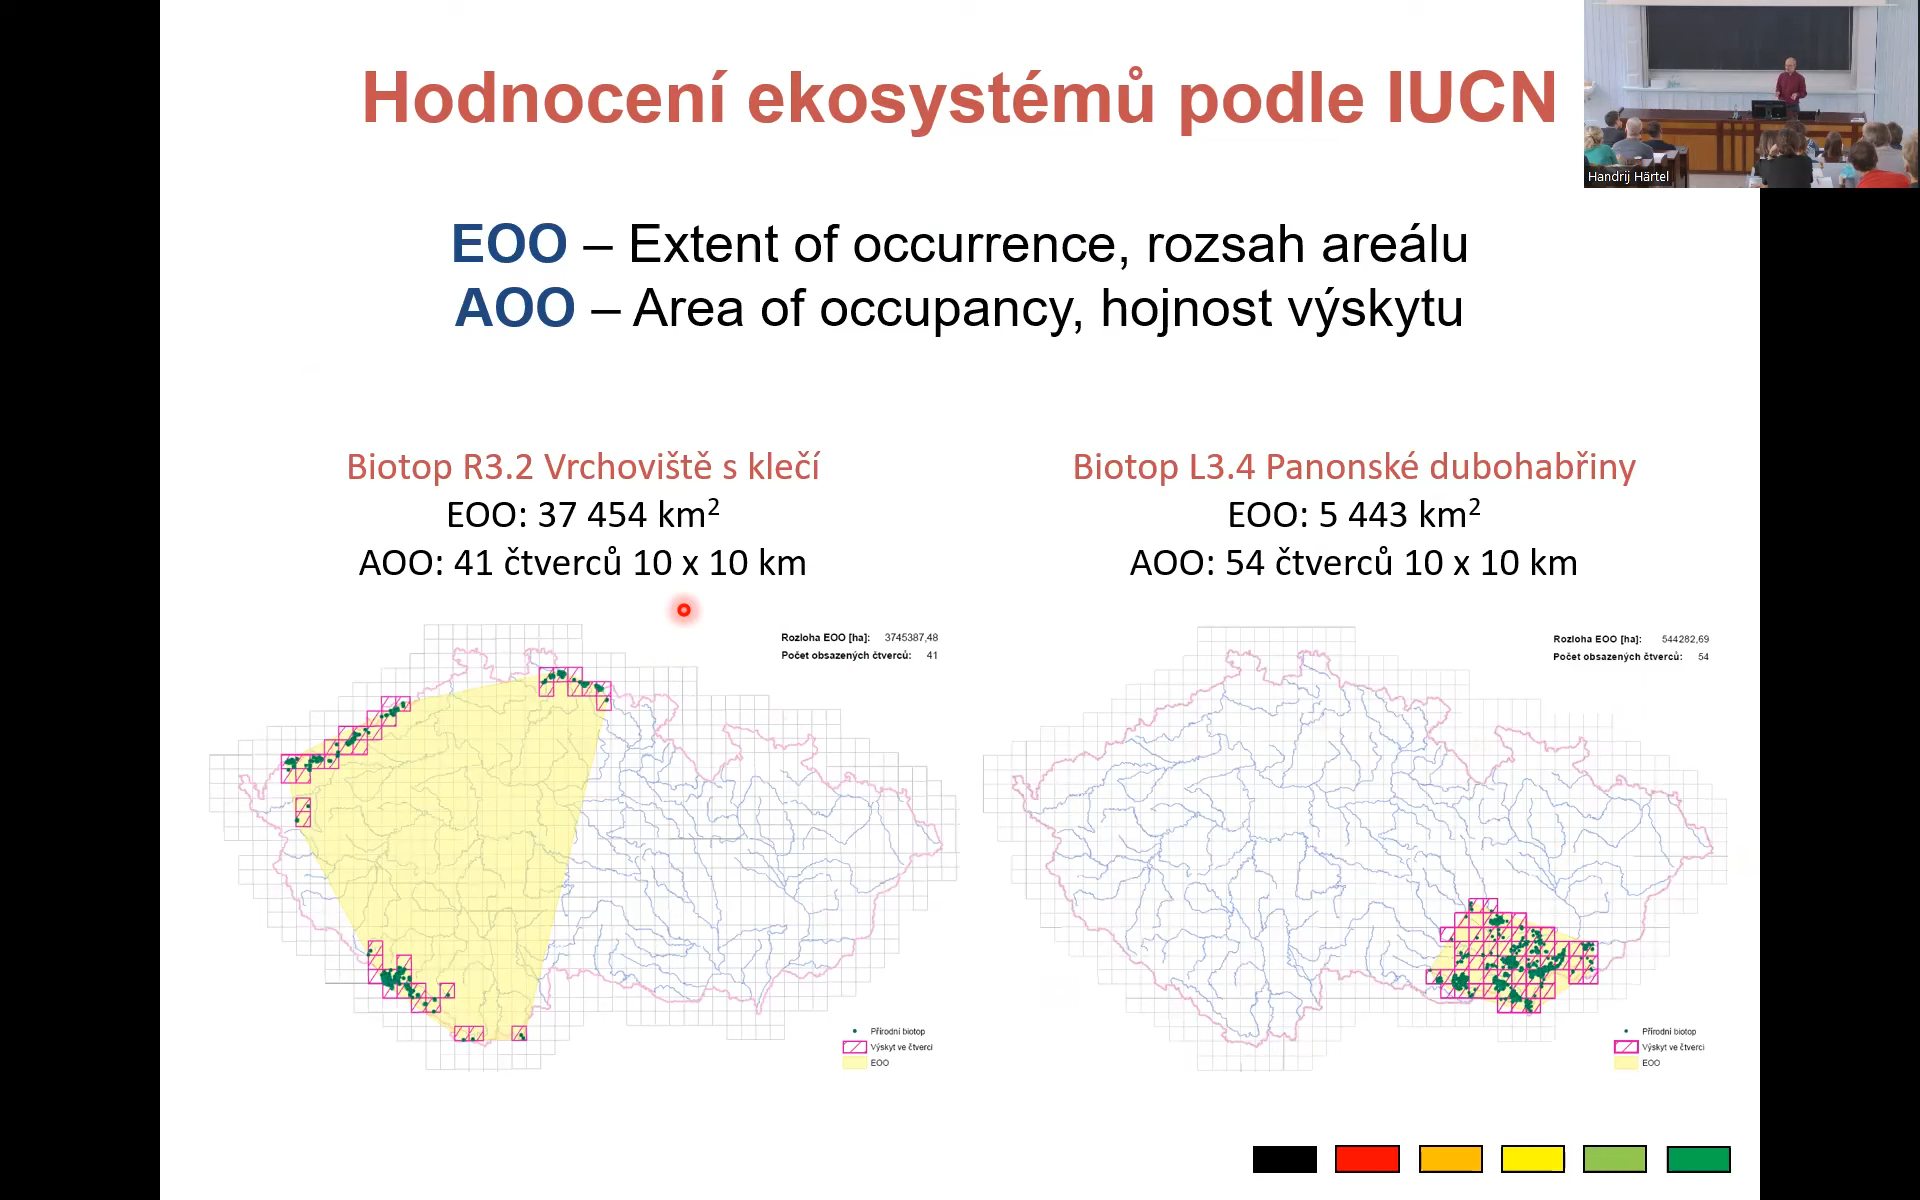 Hodnocení ekosystémů podle IUCN
Handrij Härtel
EOO – Extent of occurrence, rozsah areálu
AOO – Area of occupancy, hojnost výskytu
Biotop R3.2 Vrchoviště s klečí
EOO: 37 454 km²
AOO: 41 čtverců 10 x 10 km
Rozloha EOO [ha]: 3745387,48
Počet obsazených čtverců: 41
Přírodní biotop
Výskyt ve čtverci
EOO
Biotop L3.4 Panonské dubohabřiny
EOO: 5 443 km²
AOO: 54 čtverců 10 x 10 km
Rozloha EOO [ha]: 544282,69
Počet obsazených čtverců: 54
Přírodní biotop
Výskyt ve čtverci
EOO